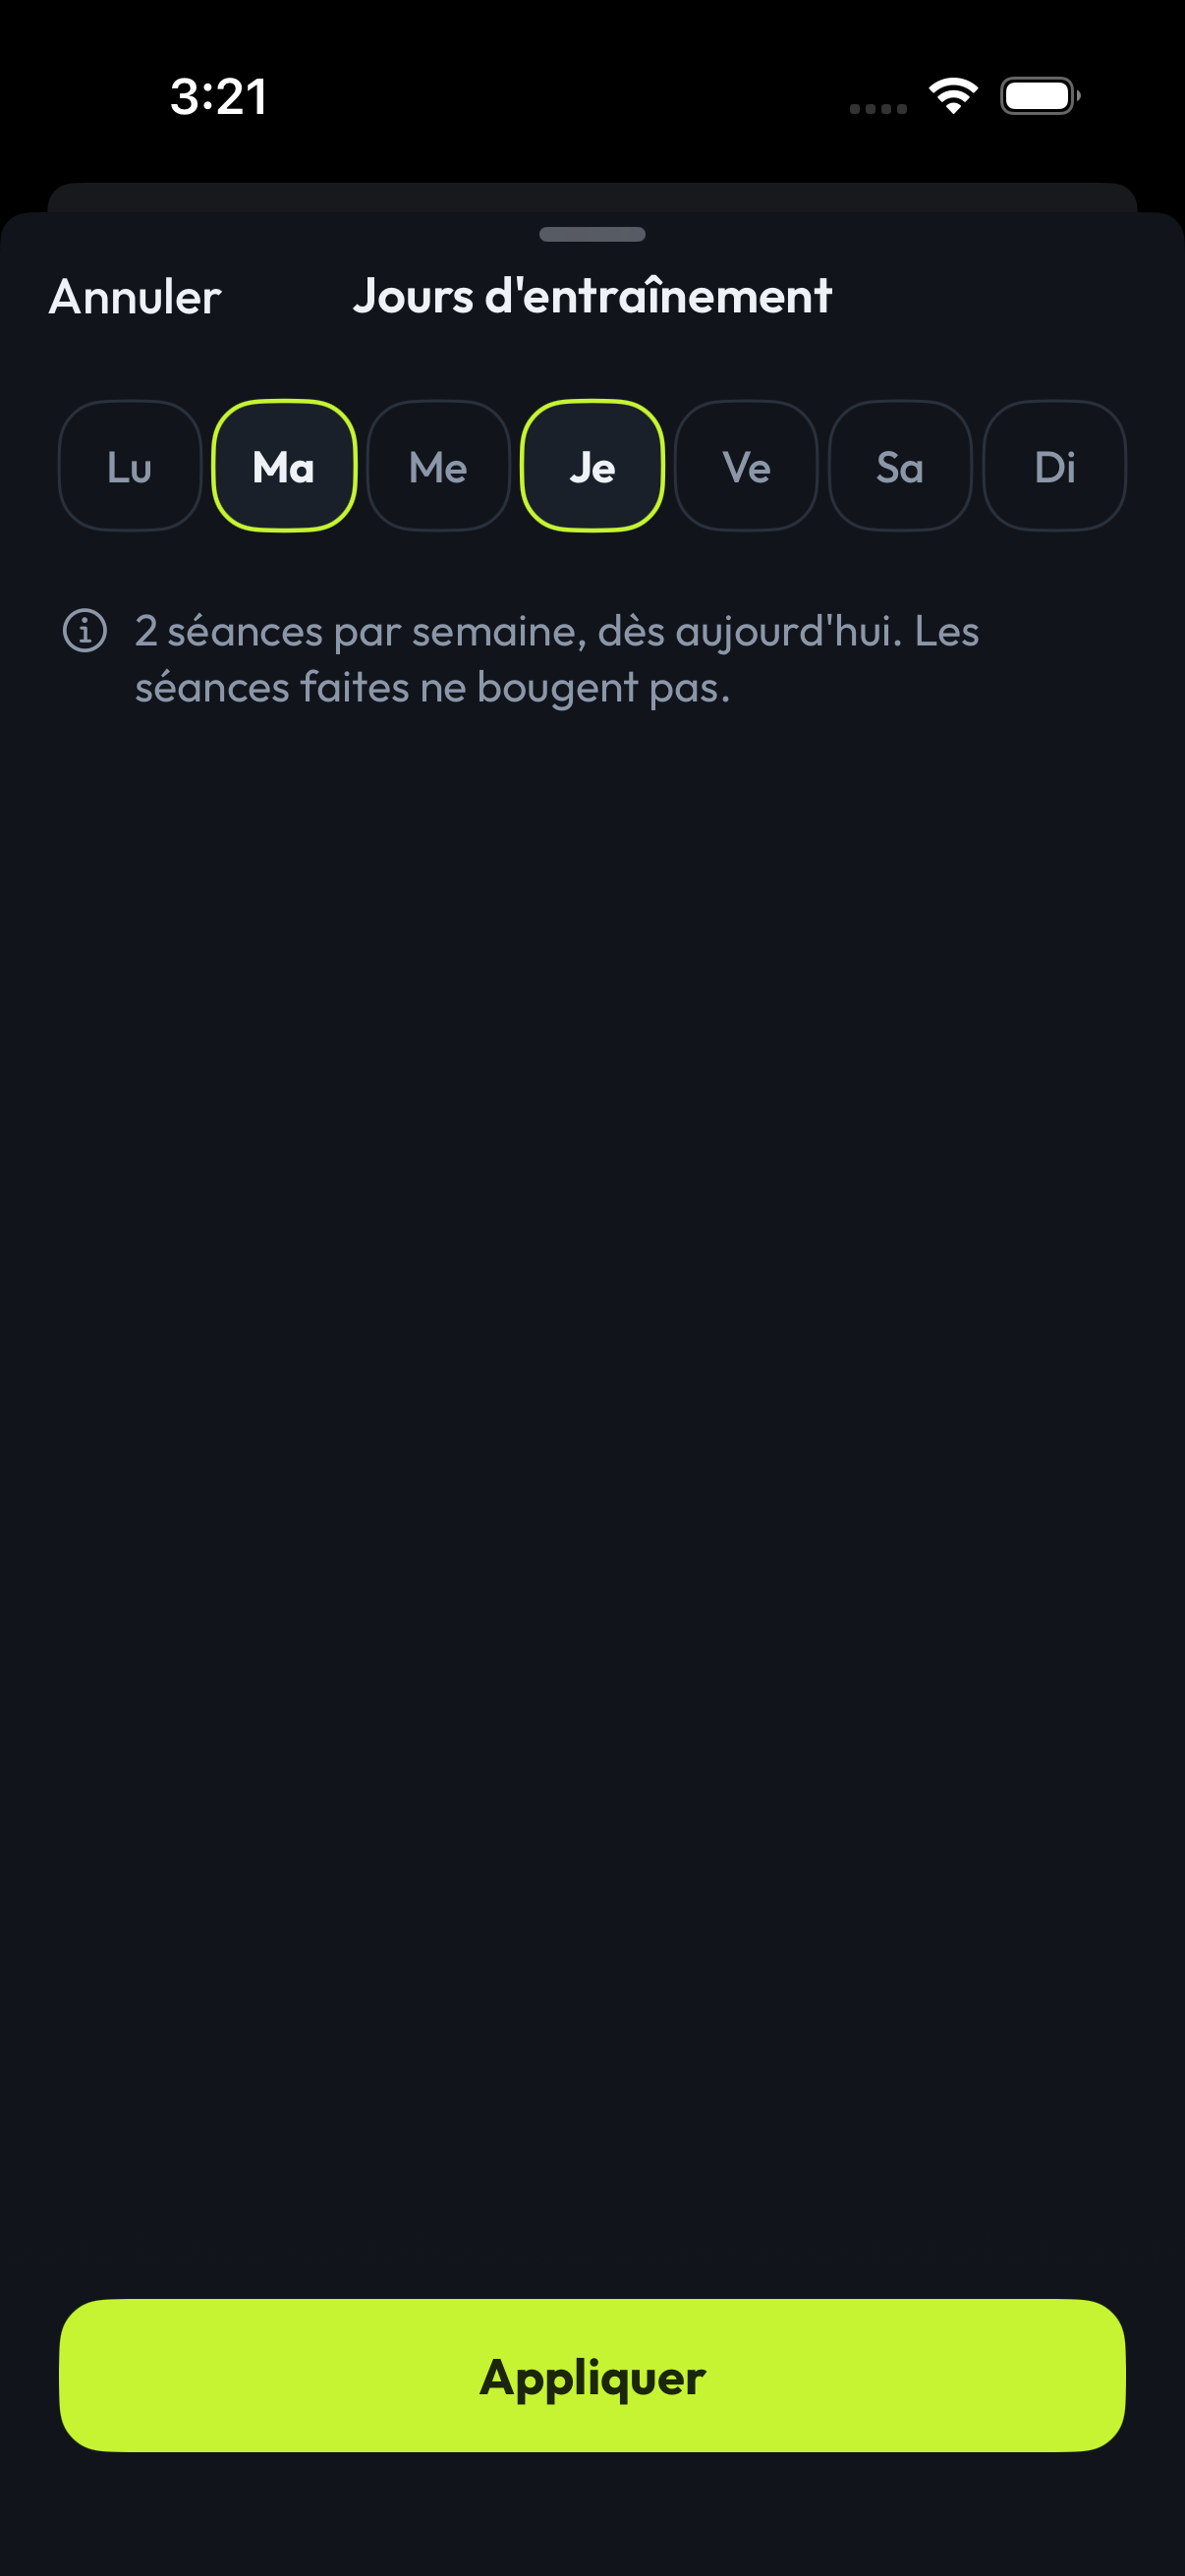 3:21
Annuler
Jours d'entraînement
Lu
Ma
Me
Je
Ve
Sa
Di
2 séances par semaine, dès aujourd'hui. Les
séances faites ne bougent pas.
Appliquer